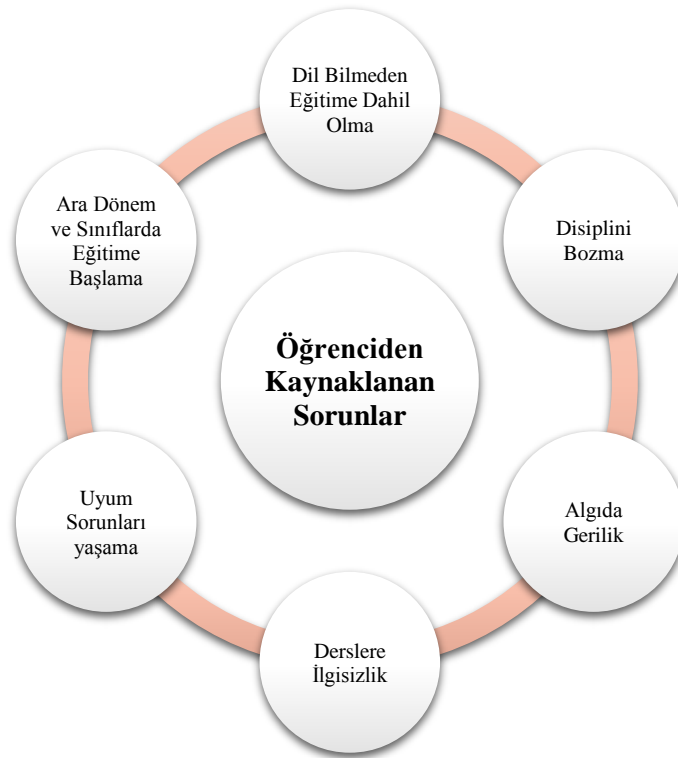 Dil Bilmeden
Eğitime Dahil
Olma
Disiplini
Bozma
Algıda
Gerilik
Derslere
İlgisizlik
Uyum
Sorunları
yaşama
Ara Dönem
ve Sınıflarda
Eğitime
Başlama
Öğrenciden
Kaynaklanan
Sorunlar